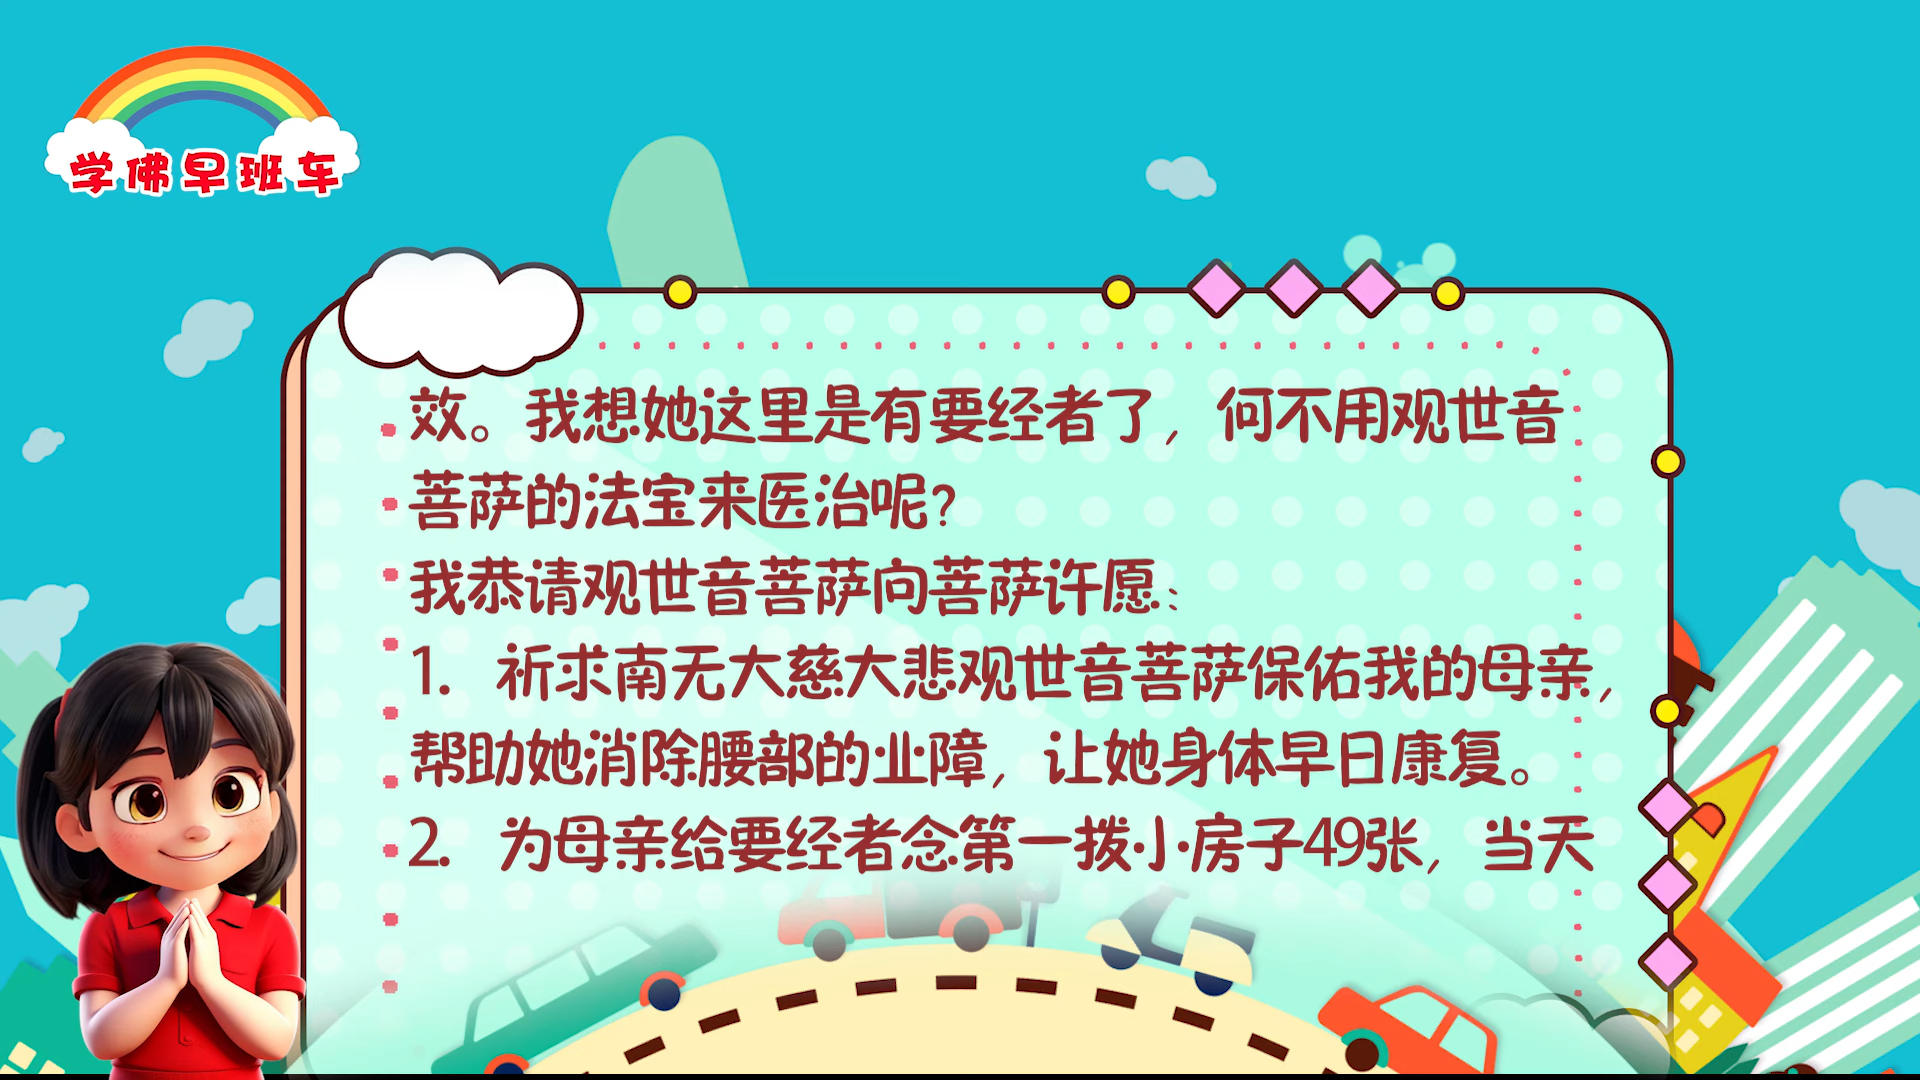 学佛早班车
效。我想她这里是有要经者了，何不用观世音
菩萨的法宝来医治呢？
我恭请观世音菩萨向菩萨许愿：
1. 祈求南无大慈大悲观世音菩萨保佑我的母亲，
帮助她消除腰部的业障，让她身体早日康复。
2. 为母亲给要经者念第一拨小房子49张，当天